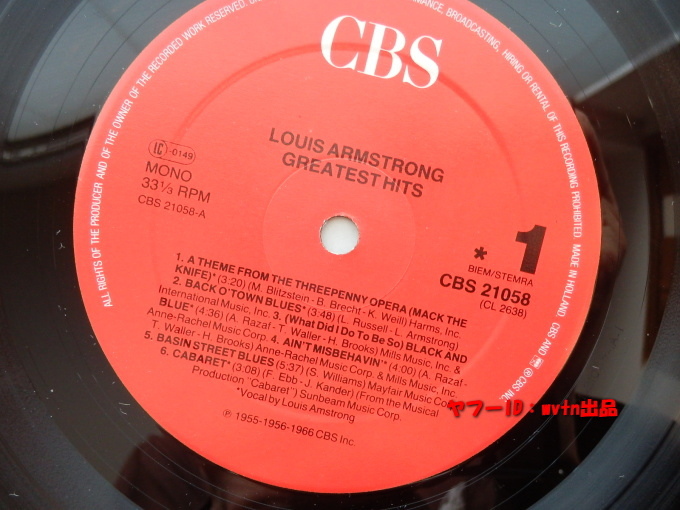 ALL RIGHTS OF THE PRODUCER AND OF THE OWNER OF THE RECORDED WORK RESERVED.
BROADCASTING, HIRING OR RENTAL OF THIS RECORDING PROHIBITED. MADE IN HOLLAND. CBS AND ℗ CBS INC.
CBS
LOUIS ARMSTRONG
GREATEST HITS
LC -0149
MONO
33⅓ RPM
CBS 21058-A
* 1
BIEM/STEMRA
CBS 21058
(CL 2638)
1. A THEME FROM THE THREEPENNY OPERA (MACK THE
KNIFE)* (3:20) (M. Blitzstein - B. Brecht - K. Weill) Harms, Inc.
2. BACK O'TOWN BLUES* (3:48) (L. Russell - L. Armstrong)
International Music, Inc. 3. (What Did I Do To Be So) BLACK AND
BLUE* (4:36) (A. Razaf - T. Waller - H. Brooks) Mills Music, Inc. &
Anne-Rachel Music Corp. 4. AIN'T MISBEHAVIN'* (4:00) (A. Razaf -
T. Waller - H. Brooks) Anne-Rachel Music Corp & Mills Music, Inc.
5. BASIN STREET BLUES (5:37) (S. Williams) Mayfair Music Corp.
6. CABARET* (3:08) (F. Ebb - J. Kander) (From the Musical
Production "Cabaret") Sunbeam Music Corp.
*Vocal by Louis Armstrong
℗ 1955-1956-1966 CBS Inc.
ヤフーID：mvtn出品